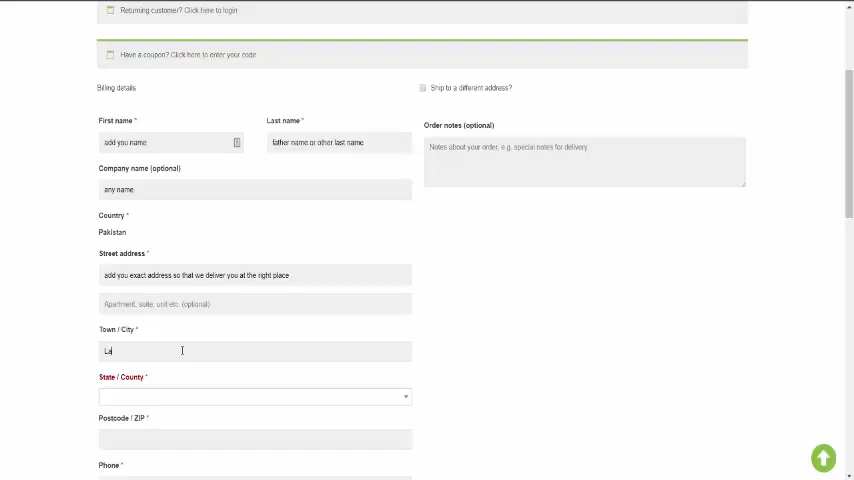 Returning customer? Click here to login
Have a coupon? Click here to enter your code
Billing details
Ship to a different address?
First name *
Last name *
Order notes (optional)
add you name
father name or other last name
Notes about your order, e.g. special notes for delivery
Company name (optional)
any name
Country *
Pakistan
Street address *
add you exact address so that we deliver you at the right place
Apartment, suite, unit etc. (optional)
Town / City *
La
State / County *
Postcode / ZIP *
Phone *